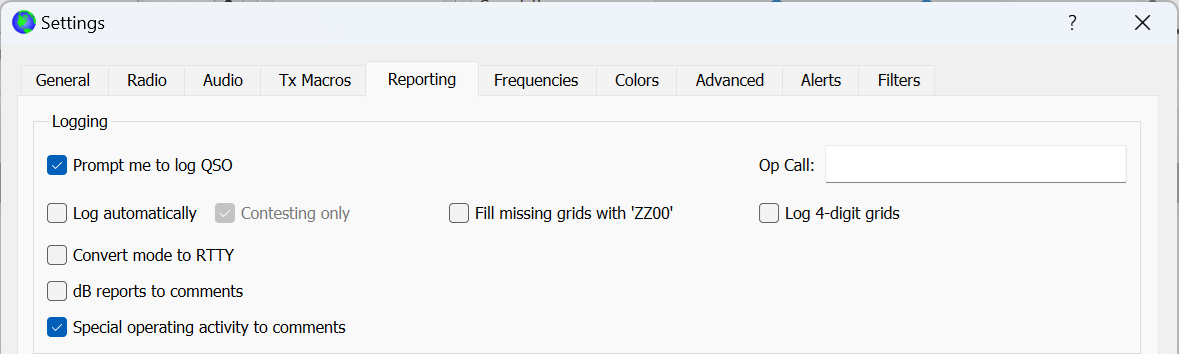 Settings
?
General Radio Audio Tx Macros Reporting Frequencies Colors Advanced Alerts Filters
Logging
Prompt me to log QSO Op Call:
Log automatically Contesting only Fill missing grids with 'ZZ00' Log 4-digit grids
Convert mode to RTTY
dB reports to comments
Special operating activity to comments